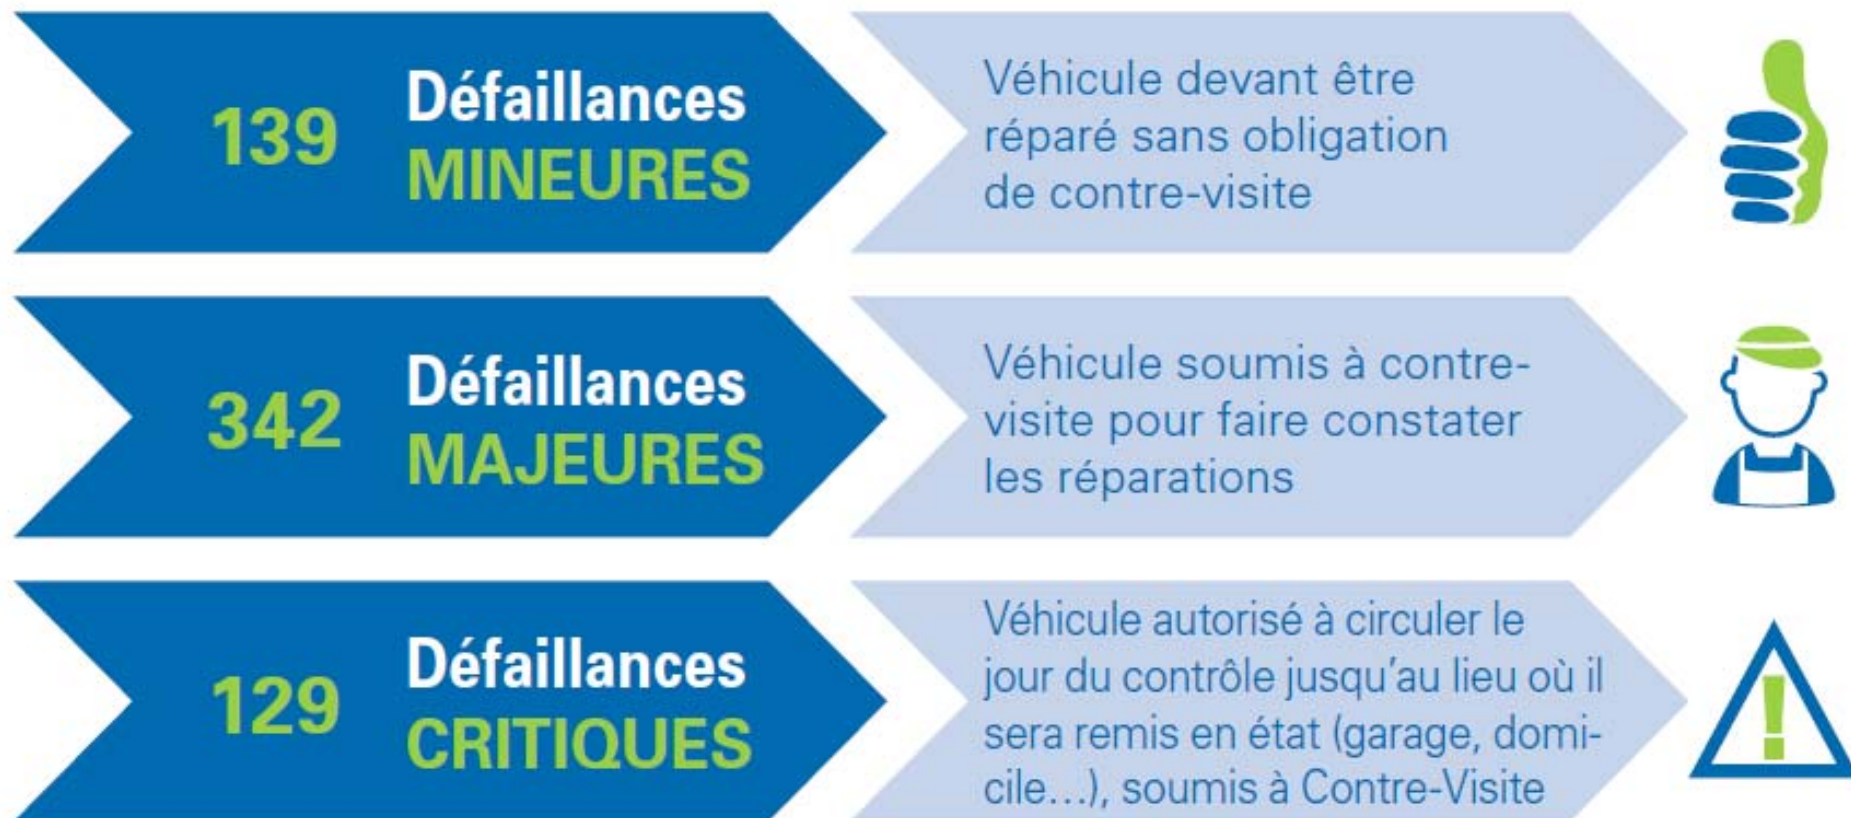 139
Défaillances
MINEURES
Véhicule devant être
réparé sans obligation
de contre-visite
342
Défaillances
MAJEURES
Véhicule soumis à contre-
visite pour faire constater
les réparations
129
Défaillances
CRITIQUES
Véhicule autorisé à circuler le
jour du contrôle jusqu'au lieu où il
sera remis en état (garage, domi-
cile...), soumis à Contre-Visite
!